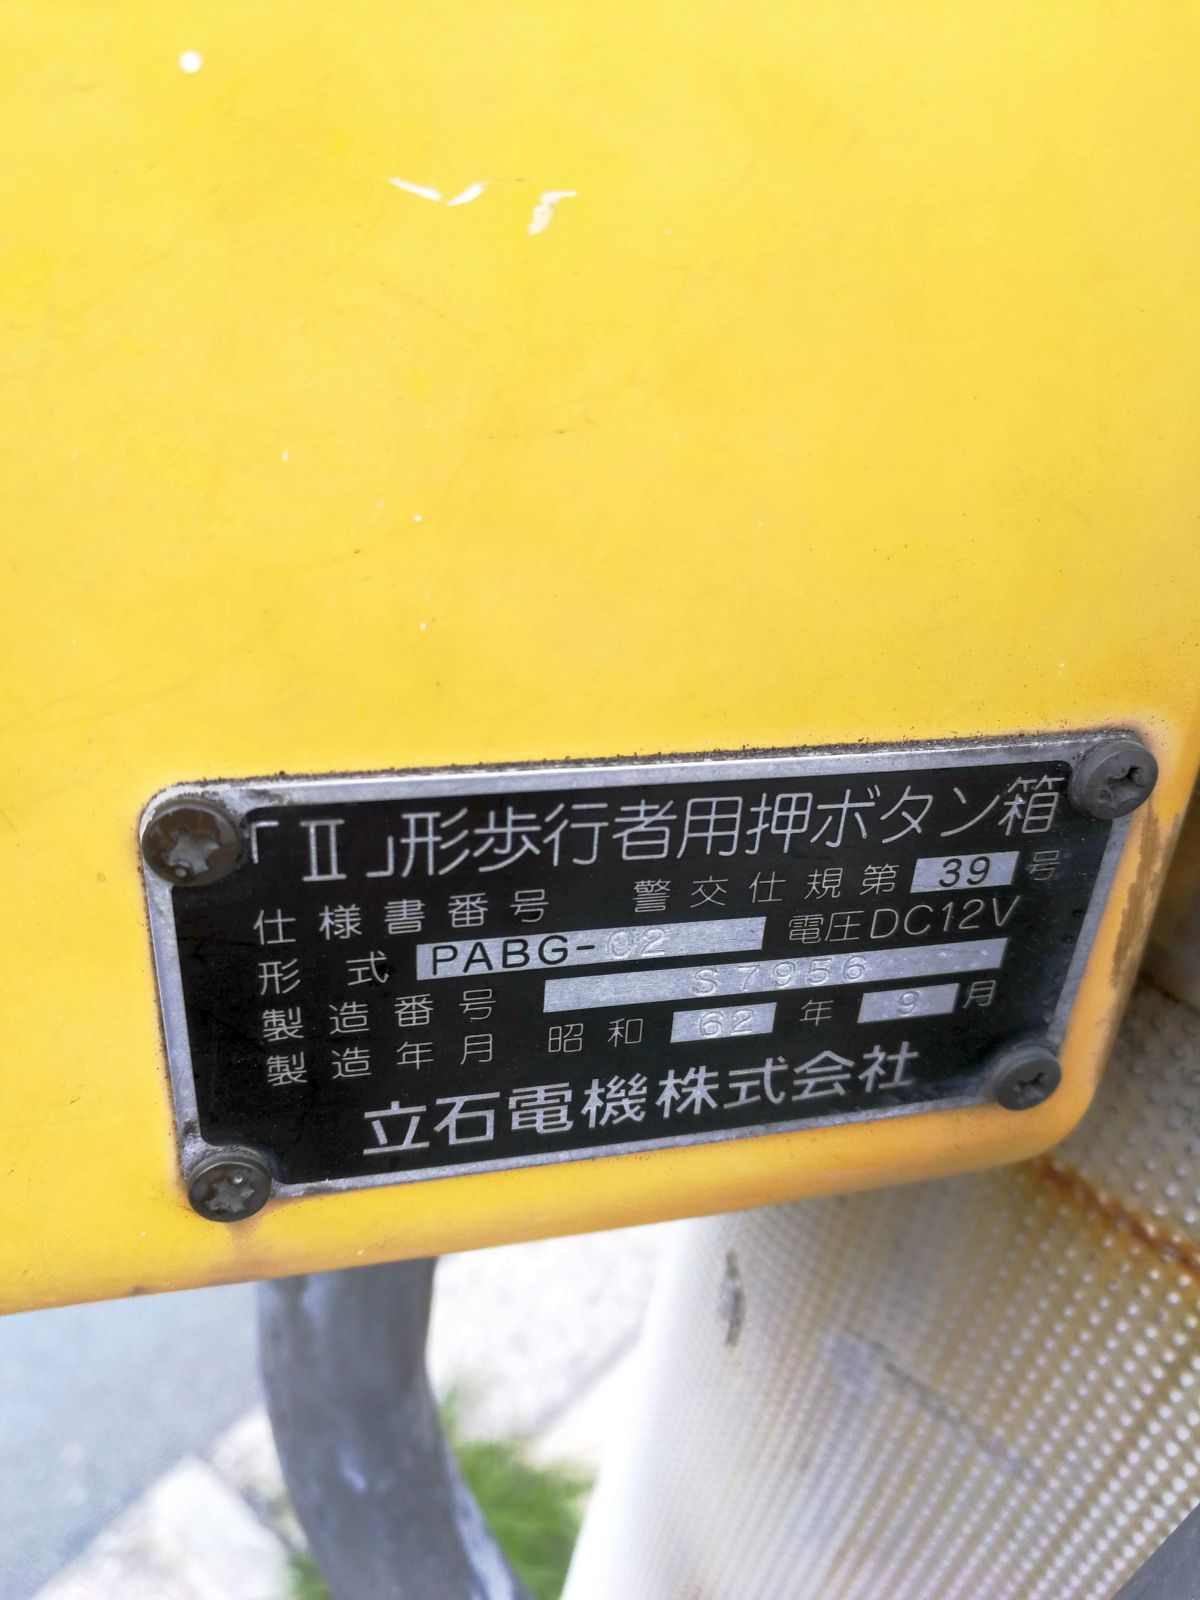 「Ⅱ」形歩行者用押ボタン箱
仕様書番号 警交仕規第 39 号
形式 PABG-02 電圧DC12V
製造番号 S7956
製造年月 昭和 62 年 9 月
立石電機株式会社